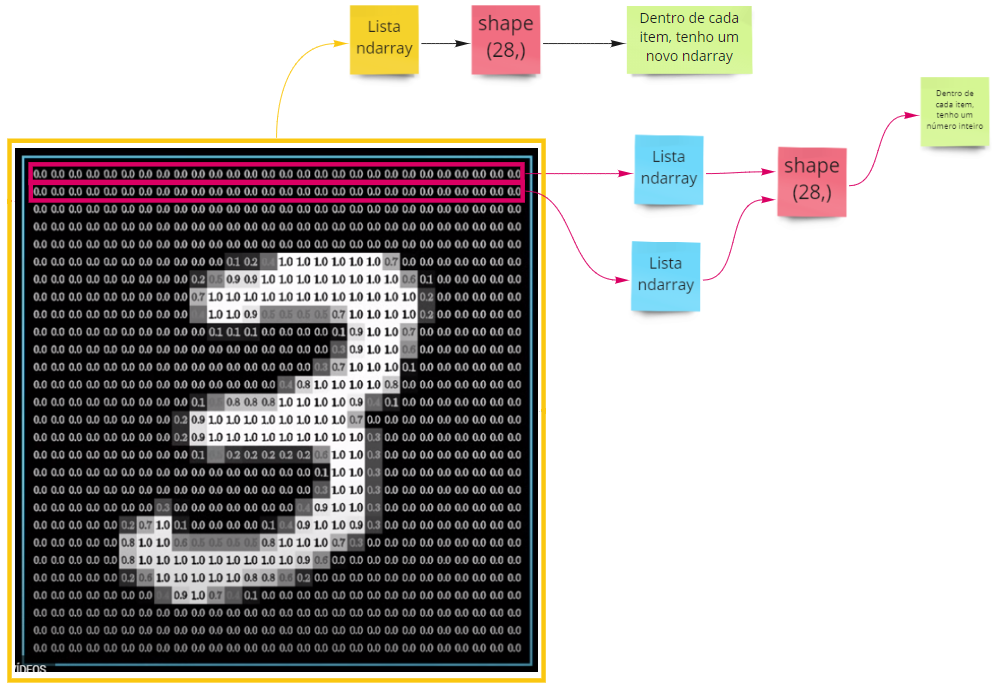 Lista
ndarray
shape
(28,)
Dentro de cada
item, tenho um
novo ndarray
Dentro de
cada item,
tenho um
número inteiro
Lista
ndarray
shape
(28,)
Lista
ndarray
0.0 0.0 0.0 0.0 0.0 0.0 0.0 0.0 0.0 0.0 0.0 0.0 0.0 0.0 0.0 0.0 0.0 0.0 0.0 0.0 0.0 0.0 0.0 0.0 0.0 0.0 0.0 0.0
0.0 0.0 0.0 0.0 0.0 0.0 0.0 0.0 0.0 0.0 0.0 0.0 0.0 0.0 0.0 0.0 0.0 0.0 0.0 0.0 0.0 0.0 0.0 0.0 0.0 0.0 0.0 0.0
0.0 0.0 0.0 0.0 0.0 0.0 0.0 0.0 0.0 0.0 0.0 0.0 0.0 0.0 0.0 0.0 0.0 0.0 0.0 0.0 0.0 0.0 0.0 0.0 0.0 0.0 0.0 0.0
0.0 0.0 0.0 0.0 0.0 0.0 0.0 0.0 0.0 0.0 0.0 0.0 0.0 0.0 0.0 0.0 0.0 0.0 0.0 0.0 0.0 0.0 0.0 0.0 0.0 0.0 0.0 0.0
0.0 0.0 0.0 0.0 0.0 0.0 0.0 0.0 0.0 0.0 0.0 0.0 0.0 0.0 0.0 0.0 0.0 0.0 0.0 0.0 0.0 0.0 0.0 0.0 0.0 0.0 0.0 0.0
0.0 0.0 0.0 0.0 0.0 0.0 0.0 0.0 0.0 0.0 0.0 0.1 0.2 1.0 1.0 1.0 1.0 1.0 1.0 0.7 0.0 0.0 0.0 0.0 0.0 0.0 0.0
0.0 0.0 0.0 0.0 0.0 0.0 0.0 0.0 0.0 0.2 0.5 0.9 0.9 1.0 1.0 1.0 1.0 1.0 1.0 1.0 1.0 0.6 0.1 0.0 0.0 0.0 0.0 0.0
0.0 0.0 0.0 0.0 0.0 0.0 0.0 0.0 0.0 0.7 1.0 1.0 1.0 1.0 1.0 1.0 1.0 1.0 1.0 1.0 1.0 1.0 0.2 0.0 0.0 0.0 0.0 0.0
0.0 0.0 0.0 0.0 0.0 0.0 0.0 0.0 0.0 1.0 1.0 0.9 0.5 0.5 0.5 0.5 0.7 1.0 1.0 1.0 1.0 0.2 0.0 0.0 0.0 0.0 0.0
0.0 0.0 0.0 0.0 0.0 0.0 0.0 0.0 0.0 0.0 0.1 0.1 0.1 0.0 0.0 0.0 0.0 0.1 0.9 1.0 1.0 0.7 0.0 0.0 0.0 0.0 0.0 0.0
0.0 0.0 0.0 0.0 0.0 0.0 0.0 0.0 0.0 0.0 0.0 0.0 0.0 0.0 0.0 0.0 0.0 0.3 0.9 1.0 1.0 0.6 0.0 0.0 0.0 0.0 0.0 0.0
0.0 0.0 0.0 0.0 0.0 0.0 0.0 0.0 0.0 0.0 0.0 0.0 0.0 0.0 0.0 0.0 0.3 0.7 1.0 1.0 1.0 0.1 0.0 0.0 0.0 0.0 0.0 0.0
0.0 0.0 0.0 0.0 0.0 0.0 0.0 0.0 0.0 0.0 0.0 0.0 0.0 0.0 0.4 0.8 1.0 1.0 1.0 1.0 0.8 0.0 0.0 0.0 0.0 0.0 0.0 0.0
0.0 0.0 0.0 0.0 0.0 0.0 0.0 0.0 0.0 0.1 0.8 0.8 0.8 1.0 1.0 1.0 1.0 0.9 0.4 0.1 0.0 0.0 0.0 0.0 0.0 0.0 0.0
0.0 0.0 0.0 0.0 0.0 0.0 0.0 0.0 0.2 0.9 1.0 1.0 1.0 1.0 1.0 1.0 1.0 1.0 0.7 0.0 0.0 0.0 0.0 0.0 0.0 0.0 0.0 0.0
0.0 0.0 0.0 0.0 0.0 0.0 0.0 0.0 0.2 0.9 1.0 1.0 1.0 1.0 1.0 1.0 1.0 1.0 1.0 0.3 0.0 0.0 0.0 0.0 0.0 0.0 0.0 0.0
0.0 0.0 0.0 0.0 0.0 0.0 0.0 0.0 0.0 0.1 0.5 0.2 0.2 0.2 0.2 0.2 0.6 1.0 1.0 0.3 0.0 0.0 0.0 0.0 0.0 0.0 0.0 0.0
0.0 0.0 0.0 0.0 0.0 0.0 0.0 0.0 0.0 0.0 0.0 0.0 0.0 0.0 0.0 0.0 0.1 1.0 1.0 0.3 0.0 0.0 0.0 0.0 0.0 0.0 0.0 0.0
0.0 0.0 0.0 0.0 0.0 0.0 0.0 0.0 0.0 0.0 0.0 0.0 0.0 0.0 0.0 0.0 0.3 1.0 1.0 0.3 0.0 0.0 0.0 0.0 0.0 0.0 0.0 0.0
0.0 0.0 0.0 0.0 0.0 0.0 0.0 0.3 0.0 0.0 0.0 0.0 0.0 0.0 0.0 0.4 0.9 1.0 1.0 0.3 0.0 0.0 0.0 0.0 0.0 0.0 0.0 0.0
0.0 0.0 0.0 0.0 0.0 0.2 0.7 1.0 0.1 0.0 0.0 0.0 0.0 0.1 0.4 0.9 1.0 1.0 0.9 0.3 0.0 0.0 0.0 0.0 0.0 0.0 0.0 0.0
0.0 0.0 0.0 0.0 0.0 0.8 1.0 1.0 0.6 0.5 0.5 0.5 0.5 0.8 1.0 1.0 1.0 0.7 0.3 0.0 0.0 0.0 0.0 0.0 0.0 0.0 0.0 0.0
0.0 0.0 0.0 0.0 0.0 0.8 1.0 1.0 1.0 1.0 1.0 1.0 1.0 1.0 1.0 0.9 0.6 0.0 0.0 0.0 0.0 0.0 0.0 0.0 0.0 0.0 0.0 0.0
0.0 0.0 0.0 0.0 0.0 0.2 0.6 1.0 1.0 1.0 1.0 1.0 0.8 0.8 0.6 0.2 0.0 0.0 0.0 0.0 0.0 0.0 0.0 0.0 0.0 0.0 0.0 0.0
0.0 0.0 0.0 0.0 0.0 0.0 0.0 0.9 1.0 0.7 0.4 0.1 0.0 0.0 0.0 0.0 0.0 0.0 0.0 0.0 0.0 0.0 0.0 0.0 0.0 0.0 0.0
0.0 0.0 0.0 0.0 0.0 0.0 0.0 0.0 0.0 0.0 0.0 0.0 0.0 0.0 0.0 0.0 0.0 0.0 0.0 0.0 0.0 0.0 0.0 0.0 0.0 0.0 0.0 0.0
0.0 0.0 0.0 0.0 0.0 0.0 0.0 0.0 0.0 0.0 0.0 0.0 0.0 0.0 0.0 0.0 0.0 0.0 0.0 0.0 0.0 0.0 0.0 0.0 0.0 0.0 0.0 0.0
0.0 0.0 0.0 0.0 0.0 0.0 0.0 0.0 0.0 0.0 0.0 0.0 0.0 0.0 0.0 0.0 0.0 0.0 0.0 0.0 0.0 0.0 0.0 0.0 0.0 0.0 0.0 0.0